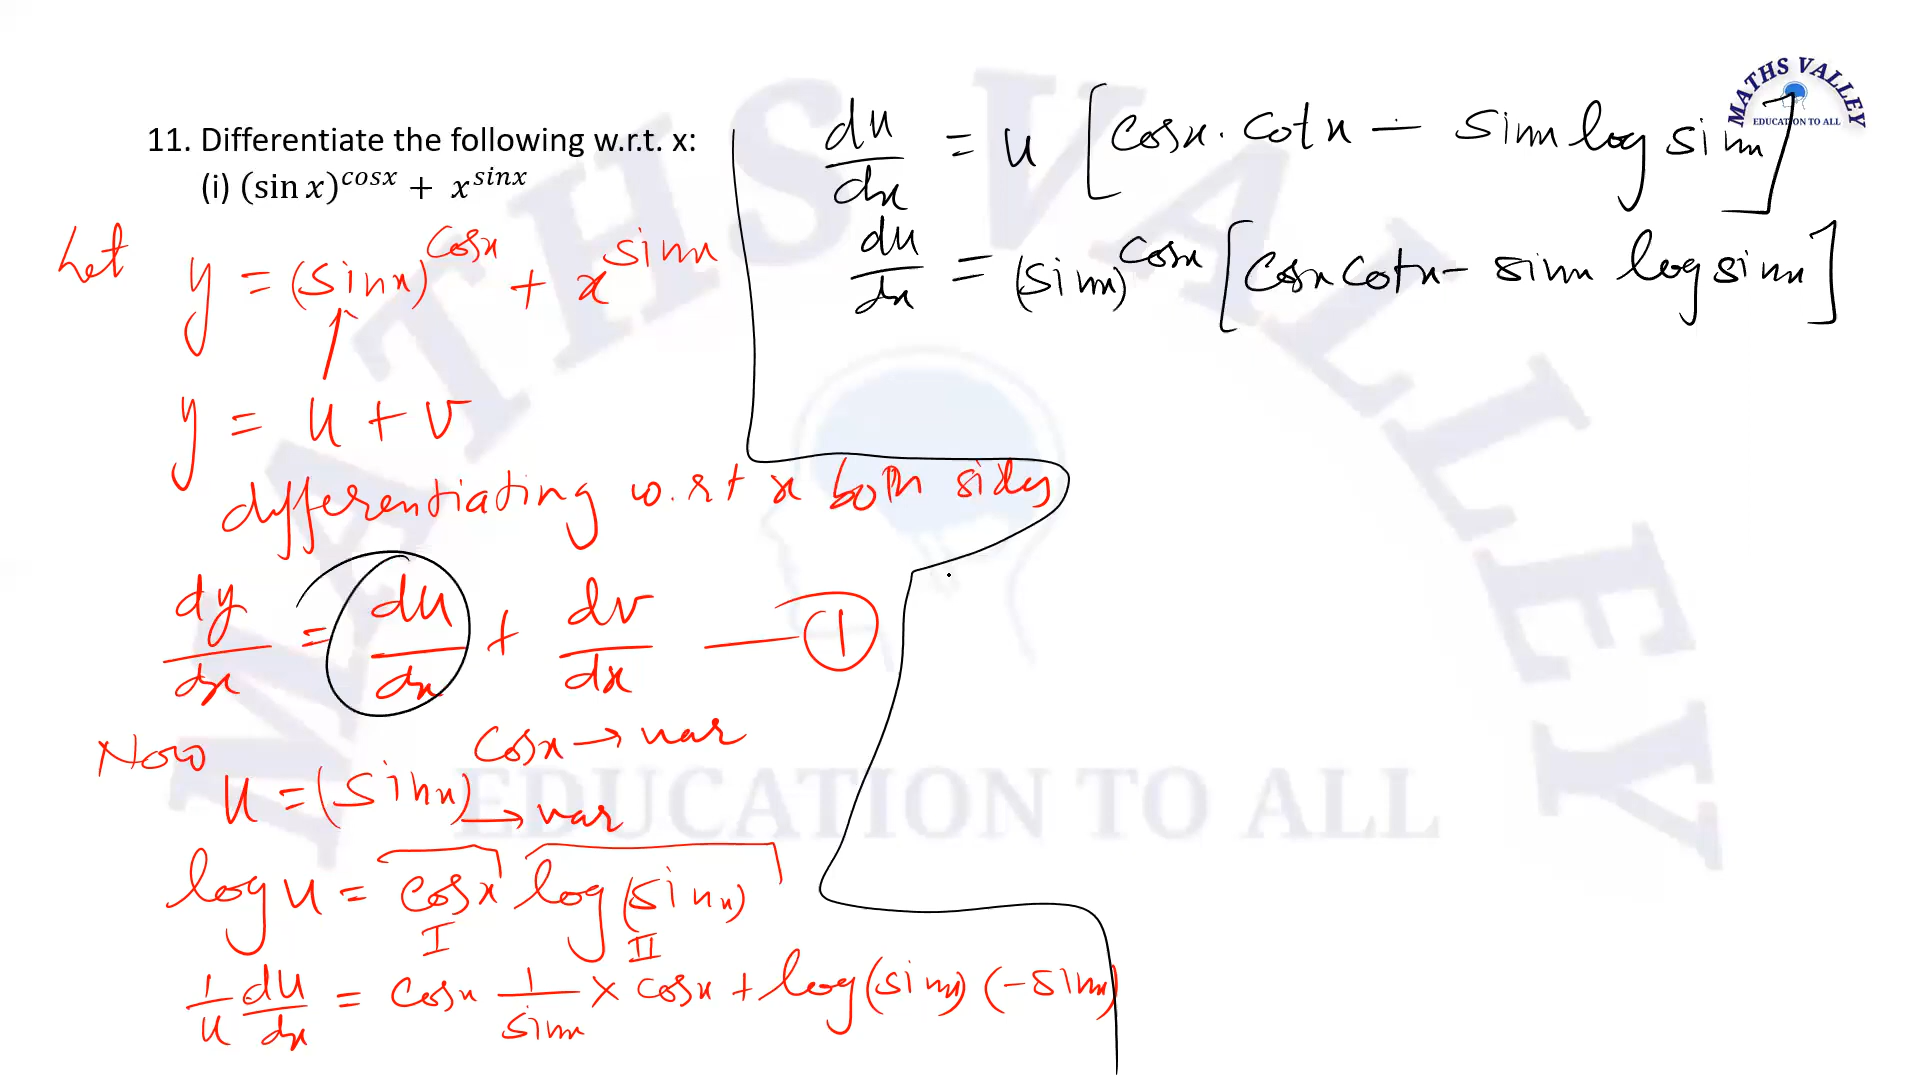 11. Differentiate the following w.r.t. x:
(i) (sin x)^cosx + x^sinx
Let y = (sinx)^cosx + x^sinx
y = u + v
differentiating w.r.t x both sides
dy/dx = du/dx + dv/dx —— ①
Now u = (sinx)^cosx → var
→ var
log u = cosx log(sinx)
I II
1/u du/dx = cosx 1/sinx × cosx + log(sinx) (-sinx)
du/dx = u [cosx . cotx - sinx log sinx]
du/dx = (sinx)^cosx [cosx cotx - sinx log sinx]
MATHS VALLEY
EDUCATION TO ALL
MATHS VALLEY
EDUCATION TO ALL